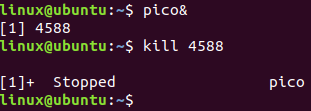 linux@ubuntu:~$ pico&
[1] 4588
linux@ubuntu:~$ kill 4588
[1]+  Stopped                 pico
linux@ubuntu:~$